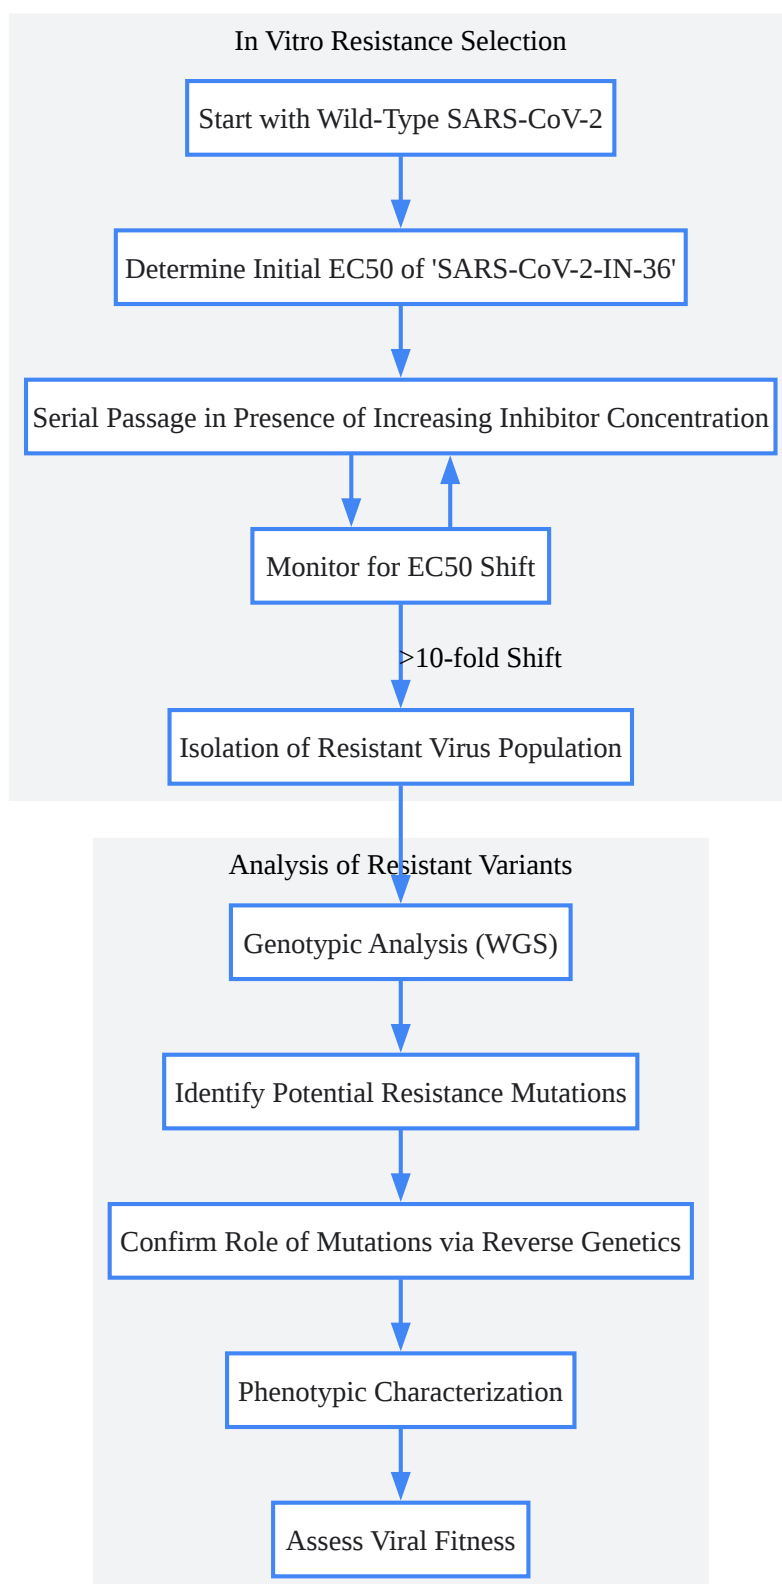 In Vitro Resistance Selection
Start with Wild-Type SARS-CoV-2
Determine Initial EC50 of 'SARS-CoV-2-IN-36'
Serial Passage in Presence of Increasing Inhibitor Concentration
Monitor for EC50 Shift
>10-fold Shift
Isolation of Resistant Virus Population
Analysis of Resistant Variants
Genotypic Analysis (WGS)
Identify Potential Resistance Mutations
Confirm Role of Mutations via Reverse Genetics
Phenotypic Characterization
Assess Viral Fitness